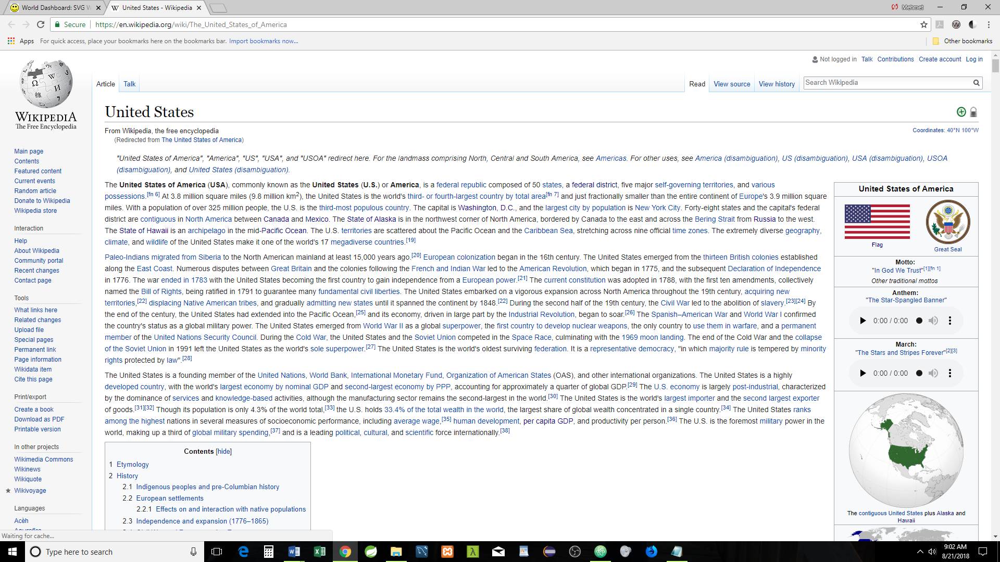 World Dashboard: SVG W
United States - Wikipedia
Mehmet
Secure
https://en.wikipedia.org/wiki/The_United_States_of_America
Apps
For quick access, place your bookmarks here on the bookmarks bar. Import bookmarks now...
Other bookmarks
Not logged in Talk Contributions Create account Log in
Article Talk
Read View source View history
Search Wikipedia
WIKIPEDIA
The Free Encyclopedia
Main page
Contents
Featured content
Current events
Random article
Donate to Wikipedia
Wikipedia store
Interaction
Help
About Wikipedia
Community portal
Recent changes
Contact page
Tools
What links here
Related changes
Upload file
Special pages
Permanent link
Page information
Wikidata item
Cite this page
Print/export
Create a book
Download as PDF
Printable version
In other projects
Wikimedia Commons
Wikinews
Wikiquote
Wikivoyage
Languages
Acèh
United States
From Wikipedia, the free encyclopedia
Coordinates: 40°N 100°W
(Redirected from The United States of America)
"United States of America", "America", "US", "USA", and "USOA" redirect here. For the landmass comprising North, Central and South America, see Americas. For other uses, see America (disambiguation), US (disambiguation), USA (disambiguation), USOA
(disambiguation), and United States (disambiguation).
The United States of America (USA), commonly known as the United States (U.S.) or America, is a federal republic composed of 50 states, a federal district, five major self-governing territories, and various
possessions.[fn 6] At 3.8 million square miles (9.8 million km2), the United States is the world's third- or fourth-largest country by total area[fn 7] and just fractionally smaller than the entire continent of Europe's 3.9 million square
miles. With a population of over 325 million people, the U.S. is the third-most populous country. The capital is Washington, D.C., and the largest city by population is New York City. Forty-eight states and the capital's federal
district are contiguous in North America between Canada and Mexico. The State of Alaska is in the northwest corner of North America, bordered by Canada to the east and across the Bering Strait from Russia to the west.
The State of Hawaii is an archipelago in the mid-Pacific Ocean. The U.S. territories are scattered about the Pacific Ocean and the Caribbean Sea, stretching across nine official time zones. The extremely diverse geography,
climate, and wildlife of the United States make it one of the world's 17 megadiverse countries.[19]
Paleo-Indians migrated from Siberia to the North American mainland at least 15,000 years ago.[20] European colonization began in the 16th century. The United States emerged from the thirteen British colonies established
along the East Coast. Numerous disputes between Great Britain and the colonies following the French and Indian War led to the American Revolution, which began in 1775, and the subsequent Declaration of Independence
in 1776. The war ended in 1783 with the United States becoming the first country to gain independence from a European power.[21] The current constitution was adopted in 1788, with the first ten amendments, collectively
named the Bill of Rights, being ratified in 1791 to guarantee many fundamental civil liberties. The United States embarked on a vigorous expansion across North America throughout the 19th century, acquiring new
territories,[22] displacing Native American tribes, and gradually admitting new states until it spanned the continent by 1848.[22] During the second half of the 19th century, the Civil War led to the abolition of slavery.[23][24] By
the end of the century, the United States had extended into the Pacific Ocean,[25] and its economy, driven in large part by the Industrial Revolution, began to soar.[26] The Spanish–American War and World War I confirmed
the country's status as a global military power. The United States emerged from World War II as a global superpower, the first country to develop nuclear weapons, the only country to use them in warfare, and a permanent
member of the United Nations Security Council. During the Cold War, the United States and the Soviet Union competed in the Space Race, culminating with the 1969 moon landing. The end of the Cold War and the collapse
of the Soviet Union in 1991 left the United States as the world's sole superpower.[27] The United States is the world's oldest surviving federation. It is a representative democracy, "in which majority rule is tempered by minority
rights protected by law".[28]
The United States is a founding member of the United Nations, World Bank, International Monetary Fund, Organization of American States (OAS), and other international organizations. The United States is a highly
developed country, with the world's largest economy by nominal GDP and second-largest economy by PPP, accounting for approximately a quarter of global GDP.[29] The U.S. economy is largely post-industrial, characterized
by the dominance of services and knowledge-based activities, although the manufacturing sector remains the second-largest in the world.[30] The United States is the world's largest importer and the second largest exporter
of goods.[31][32] Though its population is only 4.3% of the world total,[33] the U.S. holds 33.4% of the total wealth in the world, the largest share of global wealth concentrated in a single country.[34] The United States ranks
among the highest nations in several measures of socioeconomic performance, including average wage,[35] human development, per capita GDP, and productivity per person.[36] The U.S. is the foremost military power in the
world, making up a third of global military spending,[37] and is a leading political, cultural, and scientific force internationally.[38]
Contents [hide]
1 Etymology
2 History
2.1 Indigenous peoples and pre-Columbian history
2.2 European settlements
2.2.1 Effects on and interaction with native populations
2.3 Independence and expansion (1776–1865)
United States of America
Flag
Great Seal
Motto:
"In God We Trust"[1][fn 1]
Other traditional mottos
Anthem:
"The Star-Spangled Banner"
0:00 / 0:00
March:
"The Stars and Stripes Forever"[2][3]
0:00 / 0:00
The contiguous United States plus Alaska and
Hawaii
Waiting for cache...
Type here to search
9:02 AM
8/21/2018